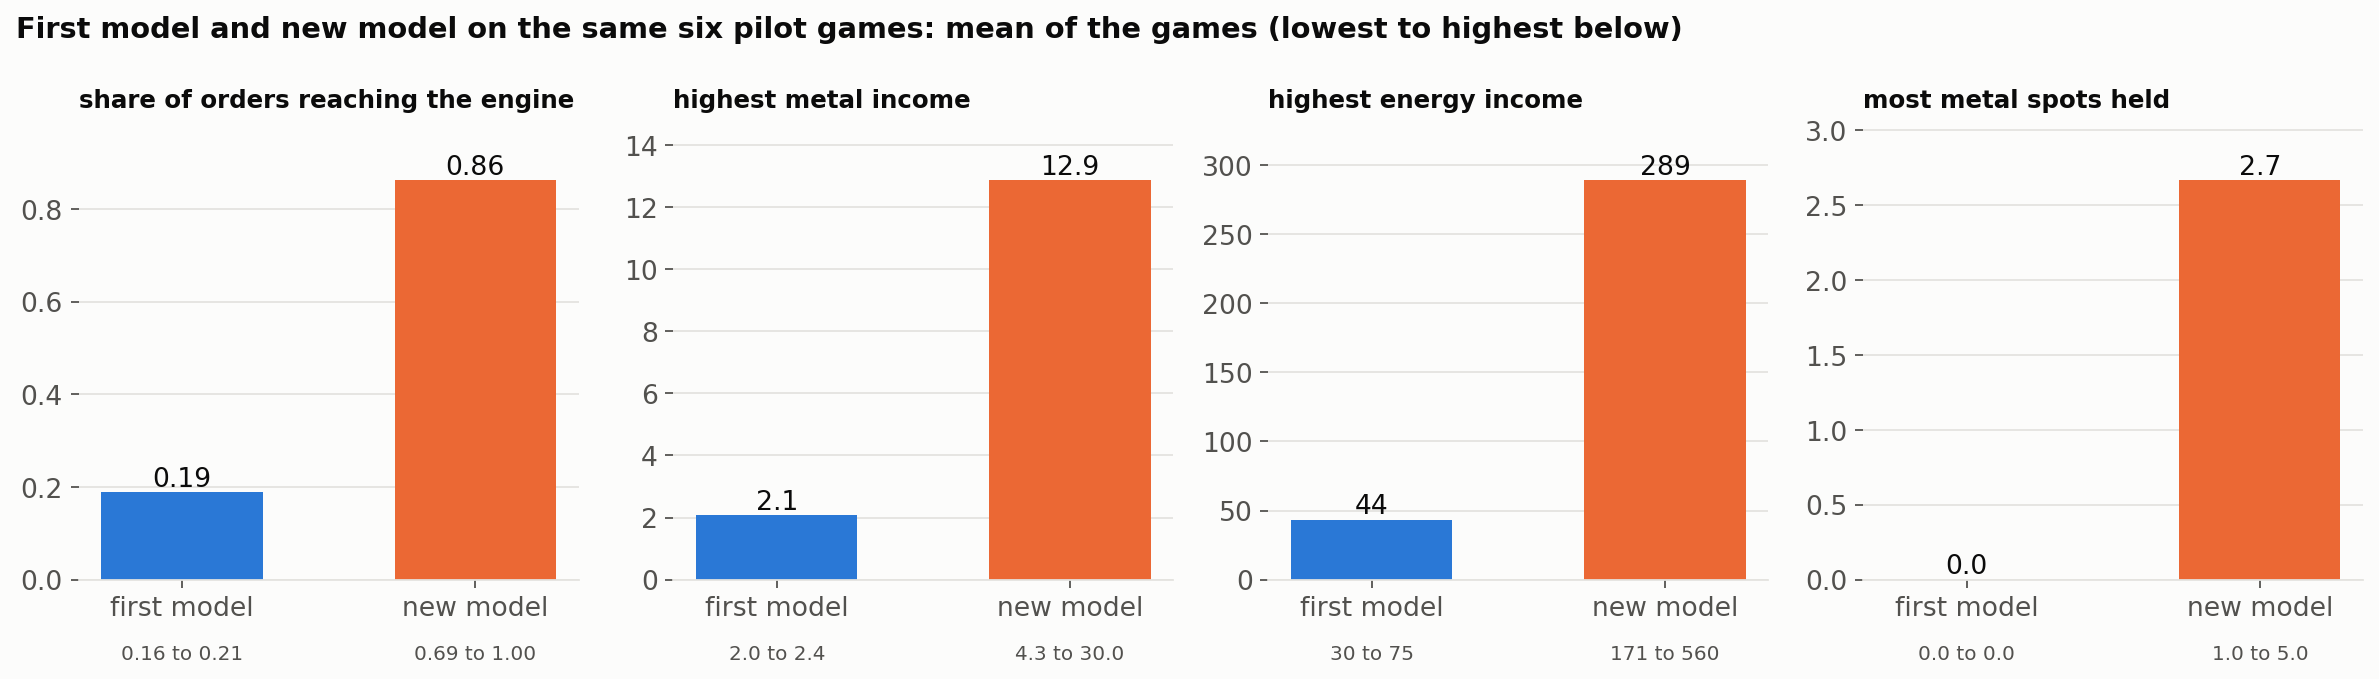 First model and new model on the same six pilot games: mean of the games (lowest to highest below)
share of orders reaching the engine
0.8
0.6
0.4
0.2
0.0
0.19
0.86
first model
new model
0.16 to 0.21
0.69 to 1.00
highest metal income
14
12
10
8
6
4
2
0
2.1
12.9
first model
new model
2.0 to 2.4
4.3 to 30.0
highest energy income
300
250
200
150
100
50
0
44
289
first model
new model
30 to 75
171 to 560
most metal spots held
3.0
2.5
2.0
1.5
1.0
0.5
0.0
0.0
2.7
first model
new model
0.0 to 0.0
1.0 to 5.0